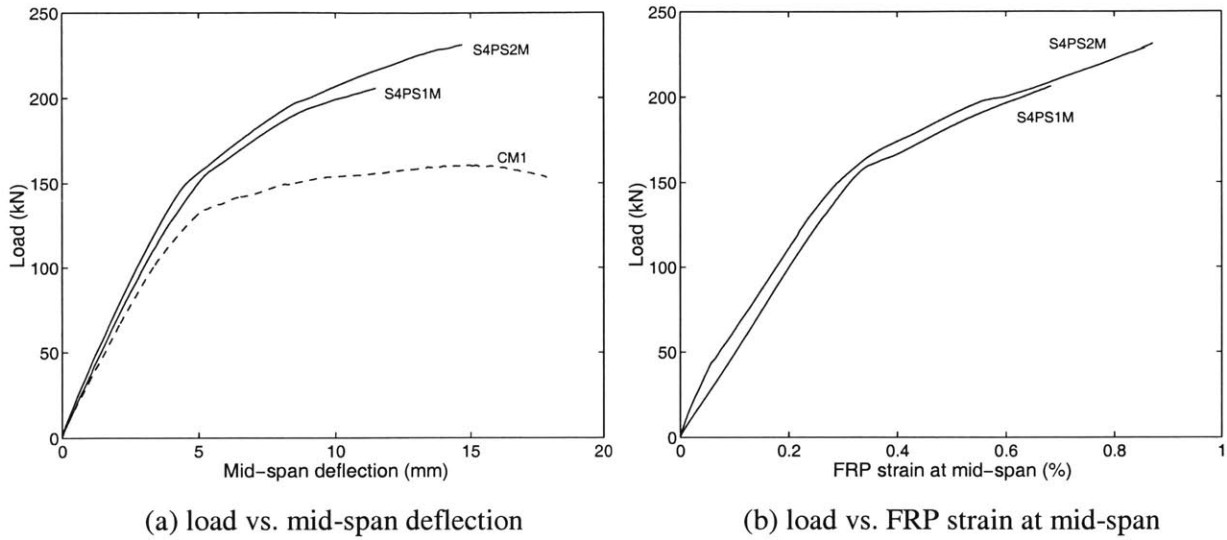 250
200
150
100
50
0
Load (kN)
S4PS2M
S4PS1M
CM1
0 5 10 15 20
Mid-span deflection (mm)
(a) load vs. mid-span deflection
250
200
150
100
50
0
Load (kN)
S4PS2M
S4PS1M
0 0.2 0.4 0.6 0.8 1
FRP strain at mid-span (%)
(b) load vs. FRP strain at mid-span